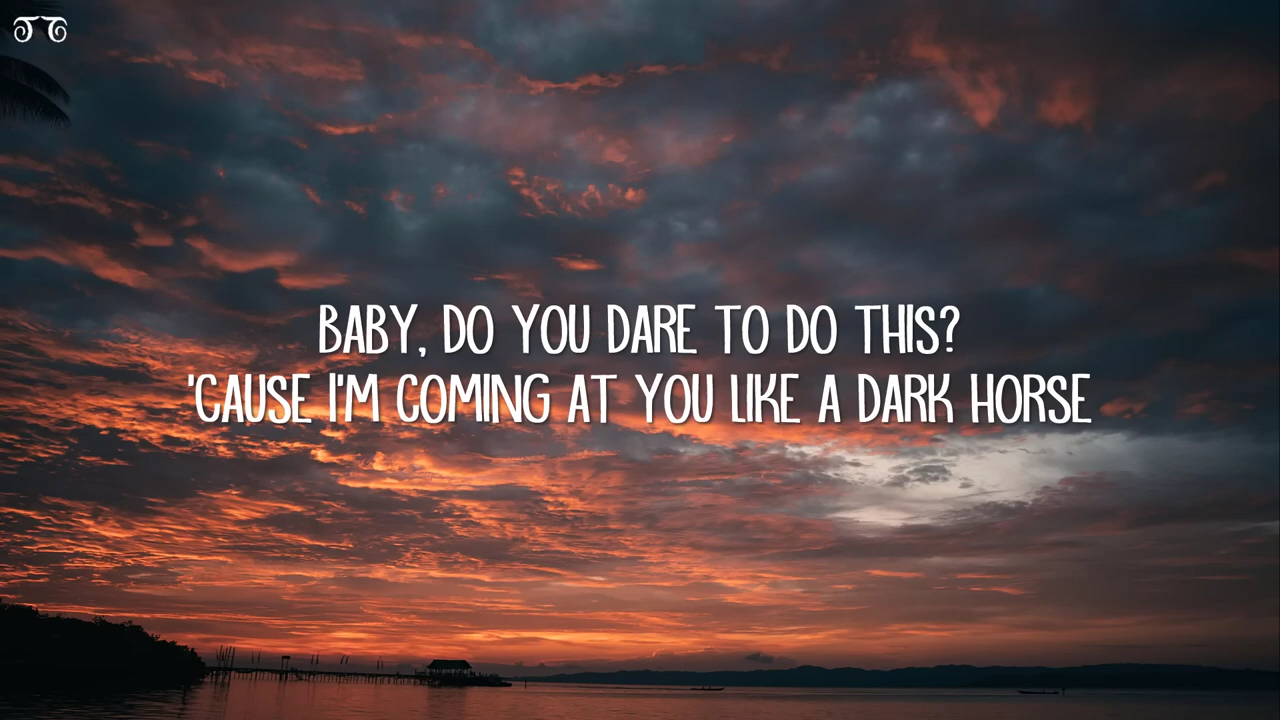 BABY, DO YOU DARE TO DO THIS?
'CAUSE I'M COMING AT YOU LIKE A DARK HORSE